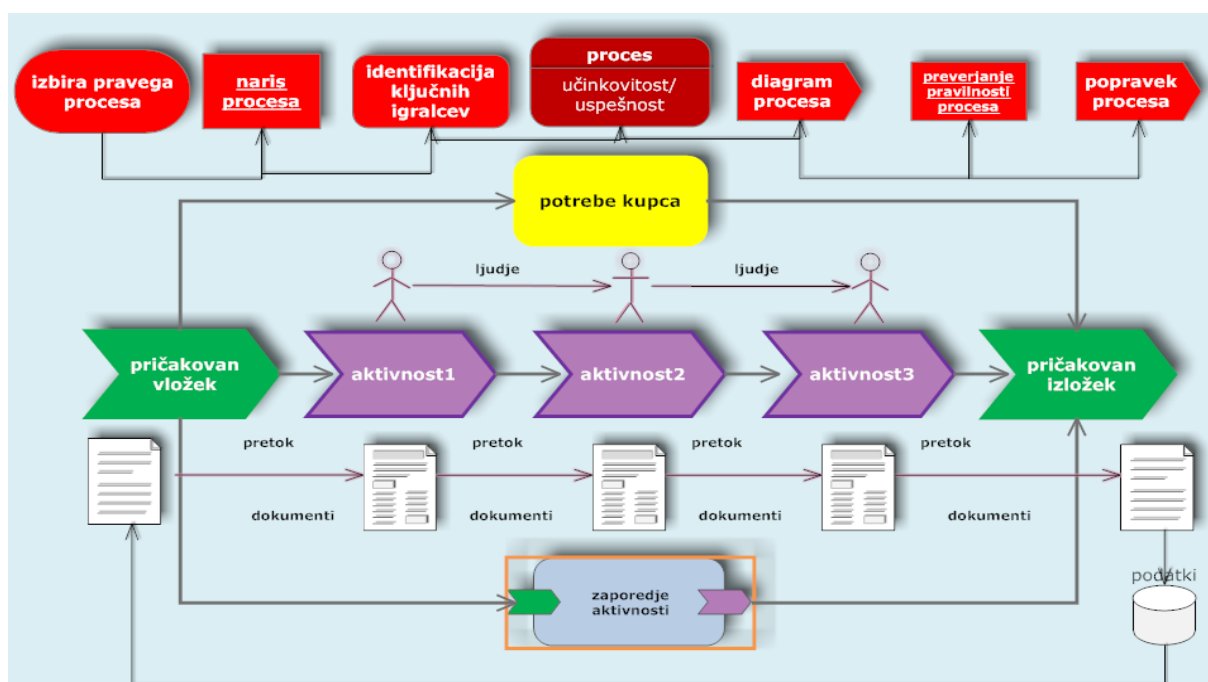 izbira pravega
procesa
naris
procesa
identifikacija
ključnih
igralcev
proces
učinkovitost/
uspešnost
diagram
procesa
preverjanje
pravilnosti
procesa
popravek
procesa
potrebe kupca
ljudje
ljudje
pričakovan
vložek
aktivnost1
aktivnost2
aktivnost3
pričakovan
izložek
pretok
pretok
pretok
pretok
dokumenti
dokumenti
dokumenti
dokumenti
zaporedje
aktivnosti
podatki